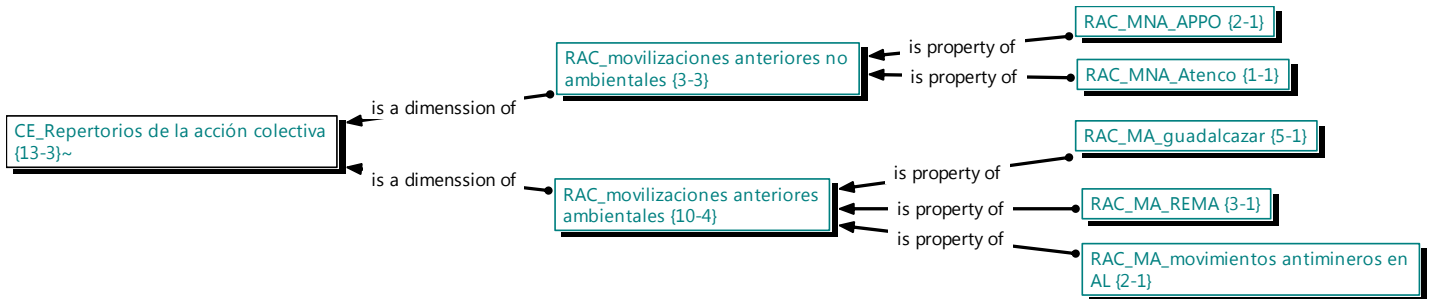 CE_Repertorios de la acción colectiva
{13-3}~
is a dimenssion of
is a dimenssion of
RAC_movilizaciones anteriores no
ambientales {3-3}
RAC_movilizaciones anteriores
ambientales {10-4}
is property of
is property of
is property of
is property of
is property of
RAC_MNA_APPO {2-1}
RAC_MNA_Atenco {1-1}
RAC_MA_guadalcazar {5-1}
RAC_MA_REMA {3-1}
RAC_MA_movimientos antimineros en
AL {2-1}